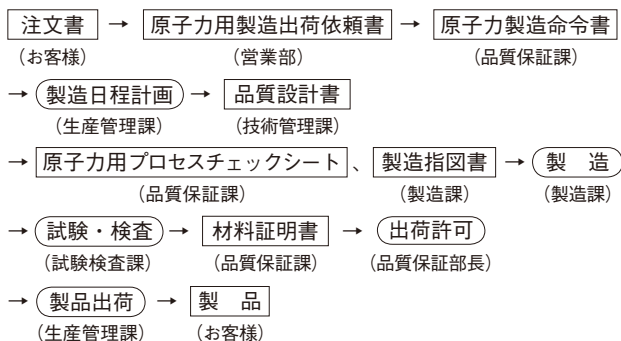 注文書 → 原子力用製造出荷依頼書 → 原子力製造命令書
(お客様) (営業部) (品質保証課)
→ 製造日程計画 → 品質設計書
(生産管理課) (技術管理課)
→ 原子力用プロセスチェックシート、製造指図書 → 製 造
(品質保証課) (製造課) (製造課)
→ 試験・検査 → 材料証明書 → 出荷許可
(試験検査課) (品質保証課) (品質保証部長)
→ 製品出荷 → 製 品
(生産管理課) (お客様)